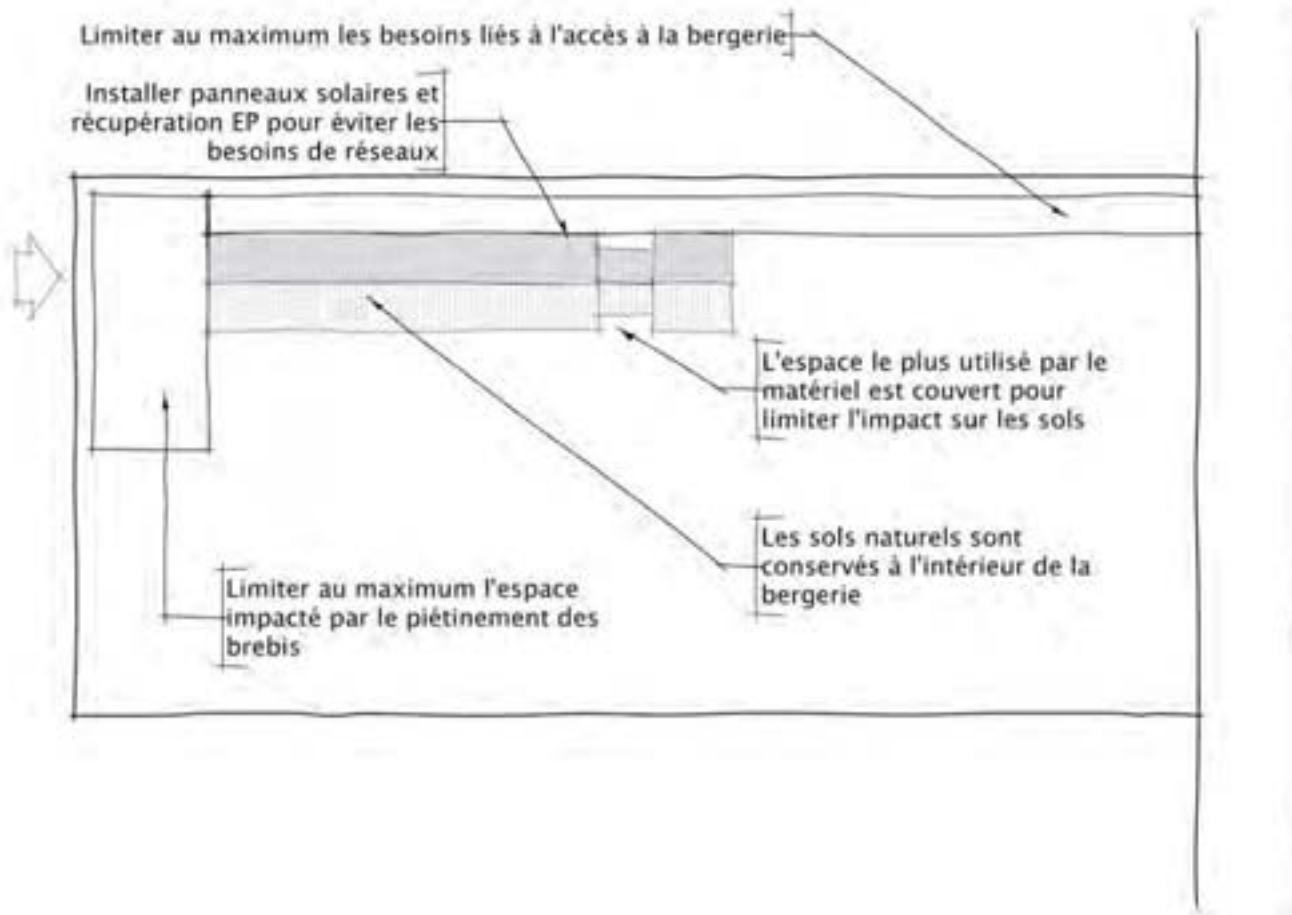 Limiter au maximum les besoins liés à l'accès à la bergerie
Installer panneaux solaires et
récupération EP pour éviter les
besoins de réseaux
L'espace le plus utilisé par le
matériel est couvert pour
limiter l'impact sur les sols
Les sols naturels sont
conservés à l'intérieur de la
bergerie
Limiter au maximum l'espace
impacté par le piétinement des
brebis